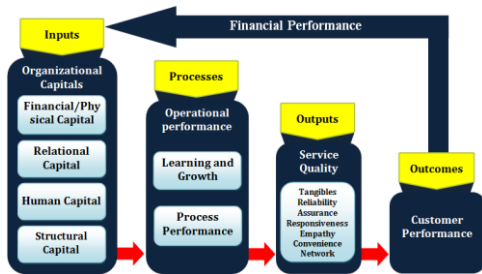 Financial Performance
Inputs
Organizational
Capitals
Financial/Phy
sical Capital
Relational
Capital
Human Capital
Structural
Capital
Processes
Operational
performance
Learning and
Growth
Process
Performance
Outputs
Service
Quality
Tangibles
Reliability
Assurance
Responsiveness
Empathy
Convenience
Network
Outcomes
Customer
Performance